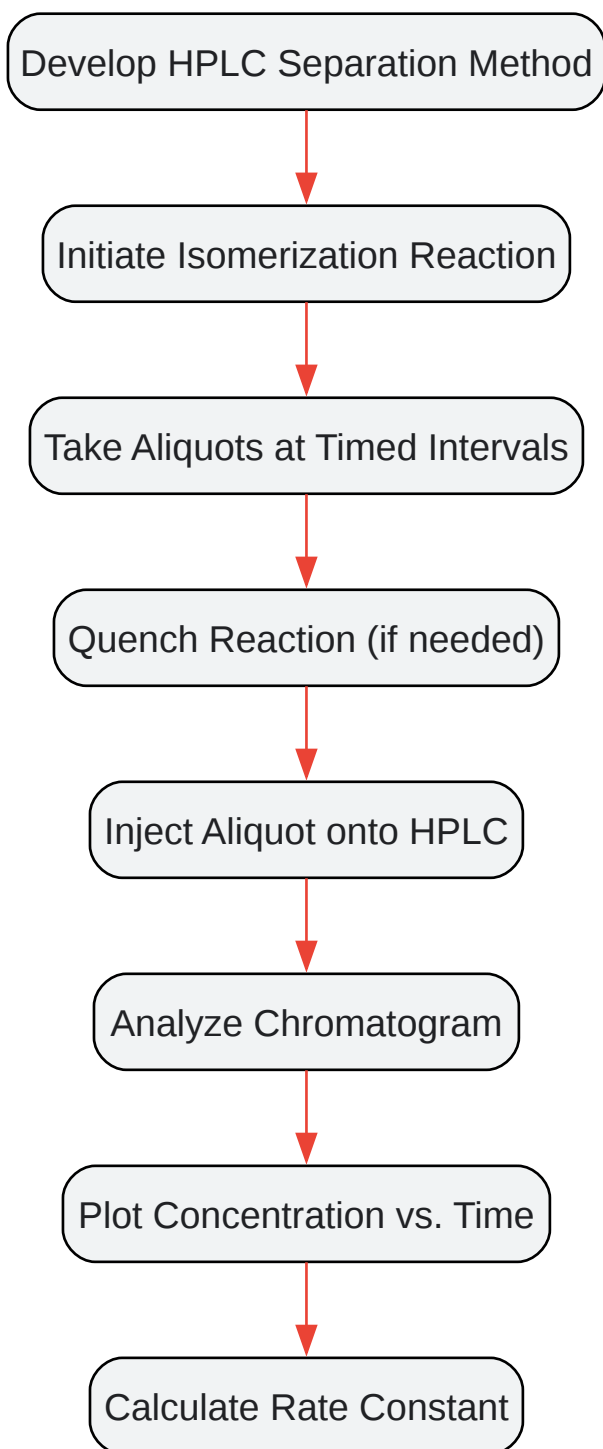 Develop HPLC Separation Method
Initiate Isomerization Reaction
Take Aliquots at Timed Intervals
Quench Reaction (if needed)
Inject Aliquot onto HPLC
Analyze Chromatogram
Plot Concentration vs. Time
Calculate Rate Constant